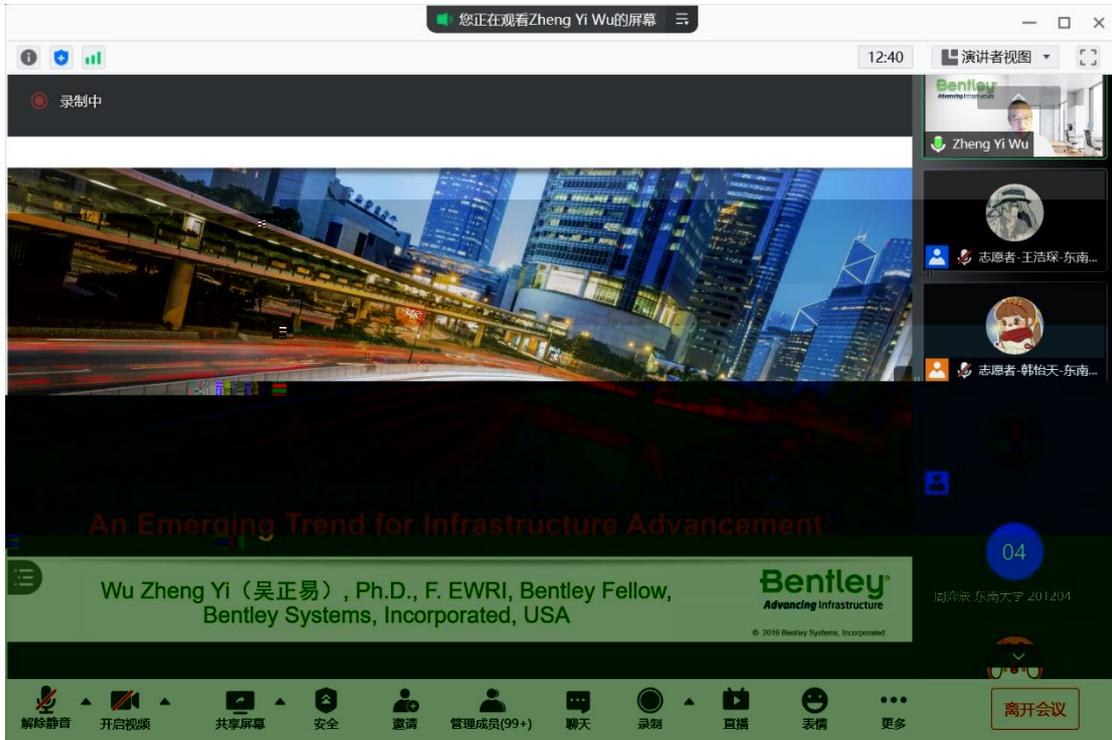 您正在观看Zheng Yi Wu的屏幕
12:40
演讲者视图
录制中
Bentley
Advancing Infrastructure
Zheng Yi Wu
志愿者-王浩琛-东南...
志愿者-韩怡天-东南...
An Emerging Trend for Infrastructure Advancement
04
Wu Zheng Yi（吴正易）, Ph.D., F. EWRI, Bentley Fellow,
Bentley Systems, Incorporated, USA
Bentley
Advancing Infrastructure
© 2019 Bentley Systems, Incorporated
东南大学 201204
解除静音
开启视频
共享屏幕
安全
邀请
管理成员(99+)
聊天
录制
直播
表情
更多
离开会议